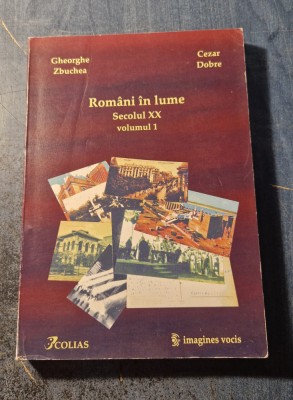 Gheorghe
Zbuchea
Cezar
Dobre
Români în lume
Secolul XX
volumul 1
COLIAS
imagines vocis